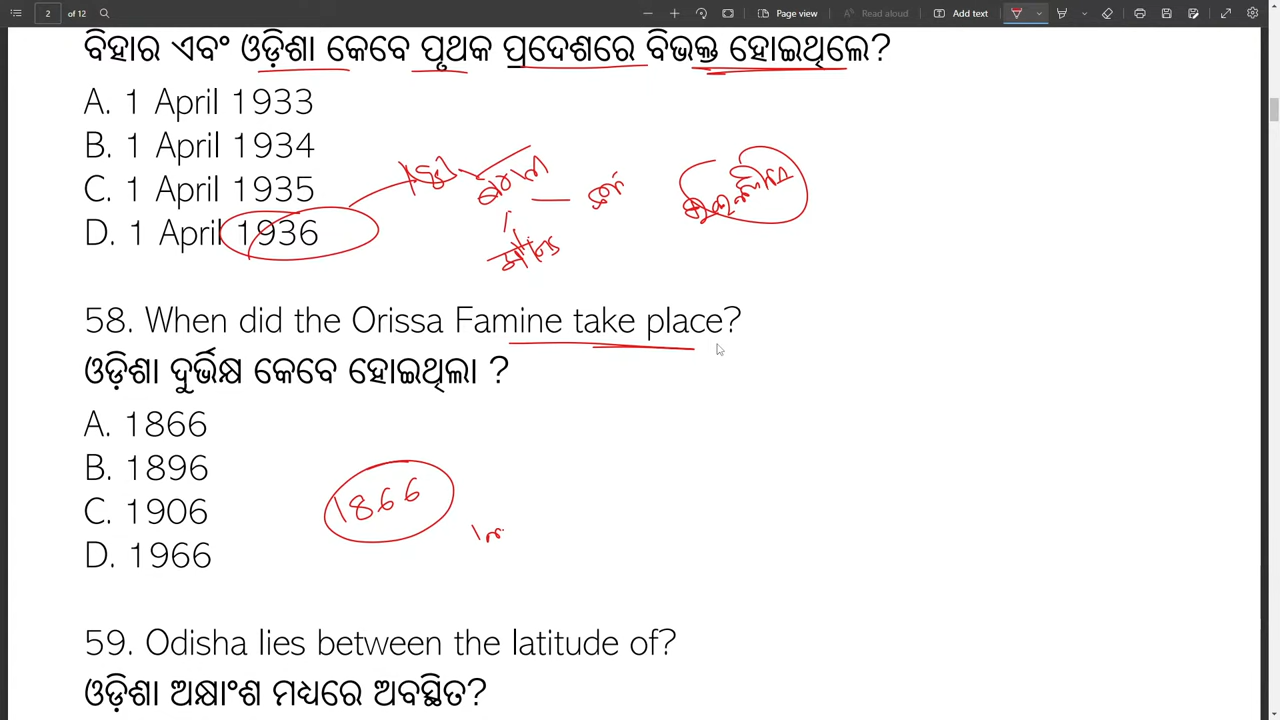 2 of 12
Page view
Read aloud
Add text
ବିହାର ଏବଂ ଓଡ଼ିଶା କେବେ ପୃଥକ ପ୍ରଦେଶରେ ବିଭକ୍ତ ହୋଇଥିଲେ?
A. 1 April 1933
B. 1 April 1934
C. 1 April 1935
D. 1 April 1936
58. When did the Orissa Famine take place?
ଓଡ଼ିଶା ଦୁର୍ଭିକ୍ଷ କେବେ ହୋଇଥିଲା ?
A. 1866
B. 1896
C. 1906
D. 1966
1866
59. Odisha lies between the latitude of?
ଓଡ଼ିଶା ଅକ୍ଷାଂଶ ମଧ୍ୟରେ ଅବସ୍ଥିତ?